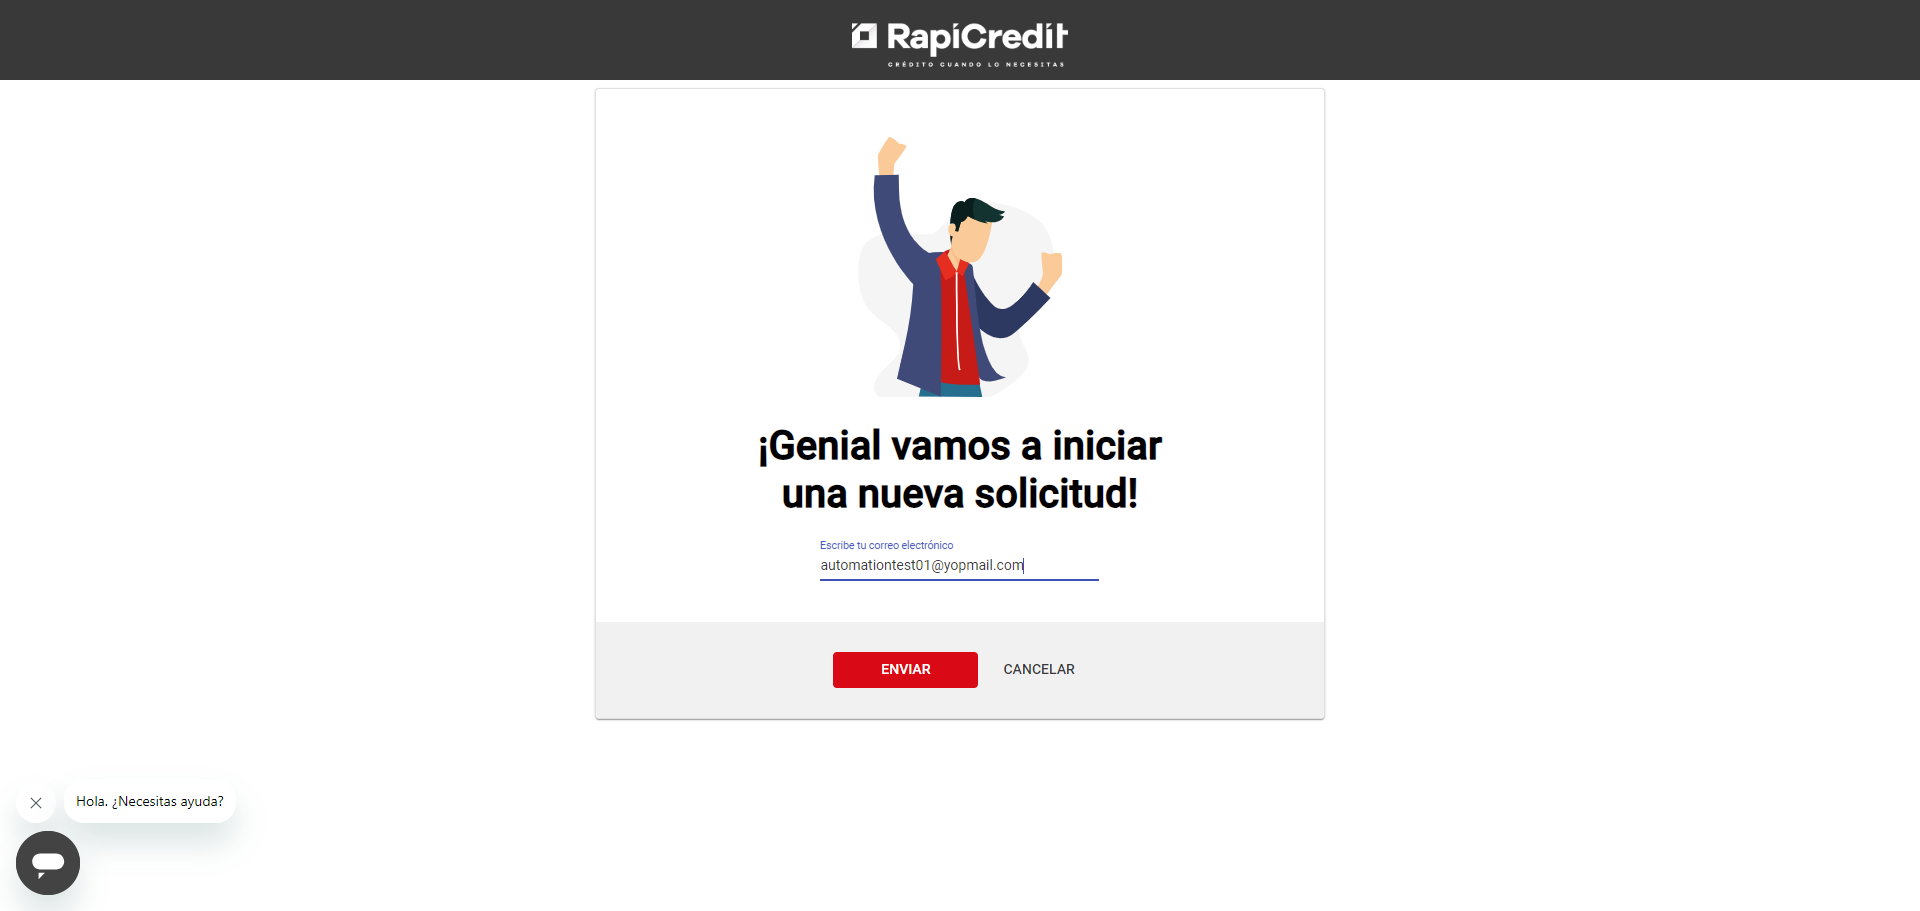 RapiCredit
CRÉDITO CUANDO LO NECESITAS
¡Genial vamos a iniciar
una nueva solicitud!
Escribe tu correo electrónico
automationtest01@yopmail.com
ENVIAR
CANCELAR
Hola. ¿Necesitas ayuda?